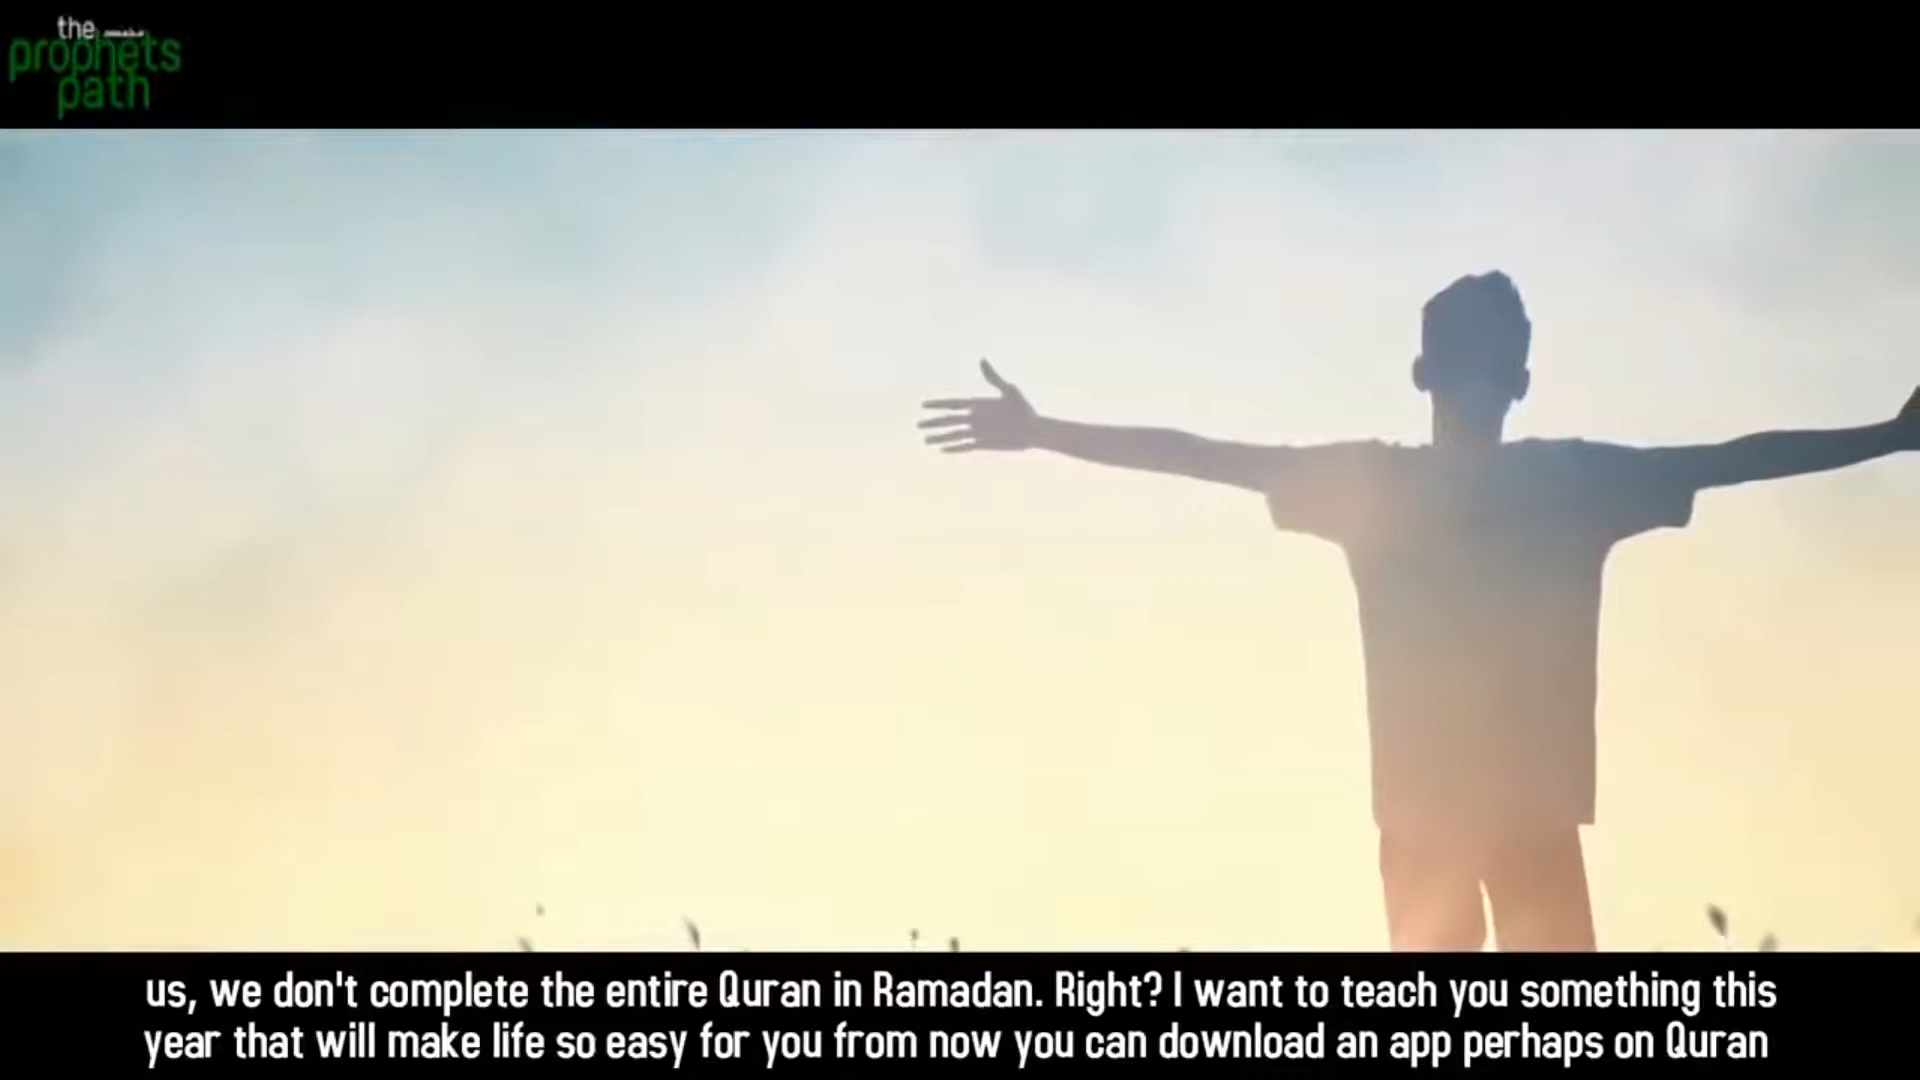 the
prophets
path
us, we don't complete the entire Quran in Ramadan. Right? I want to teach you something this
year that will make life so easy for you from now you can download an app perhaps on Quran